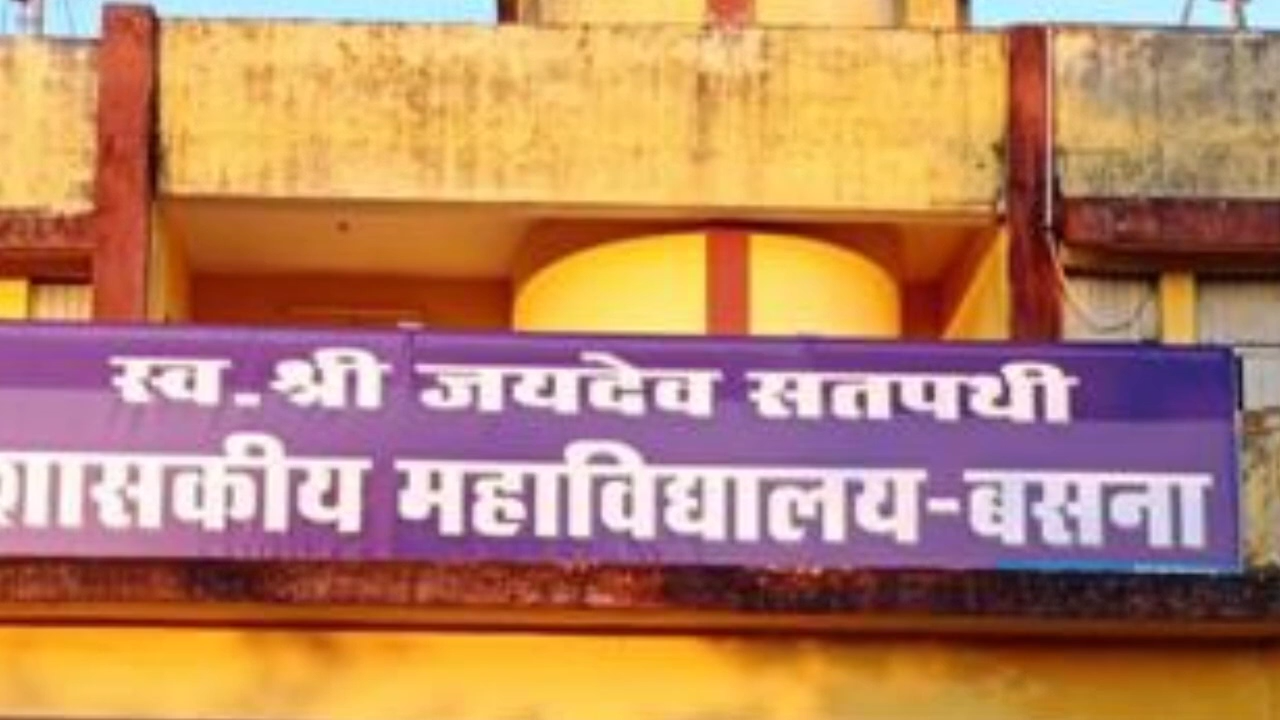 स्व. श्री जयदेव सतपथी
शासकीय महाविद्यालय-बसना